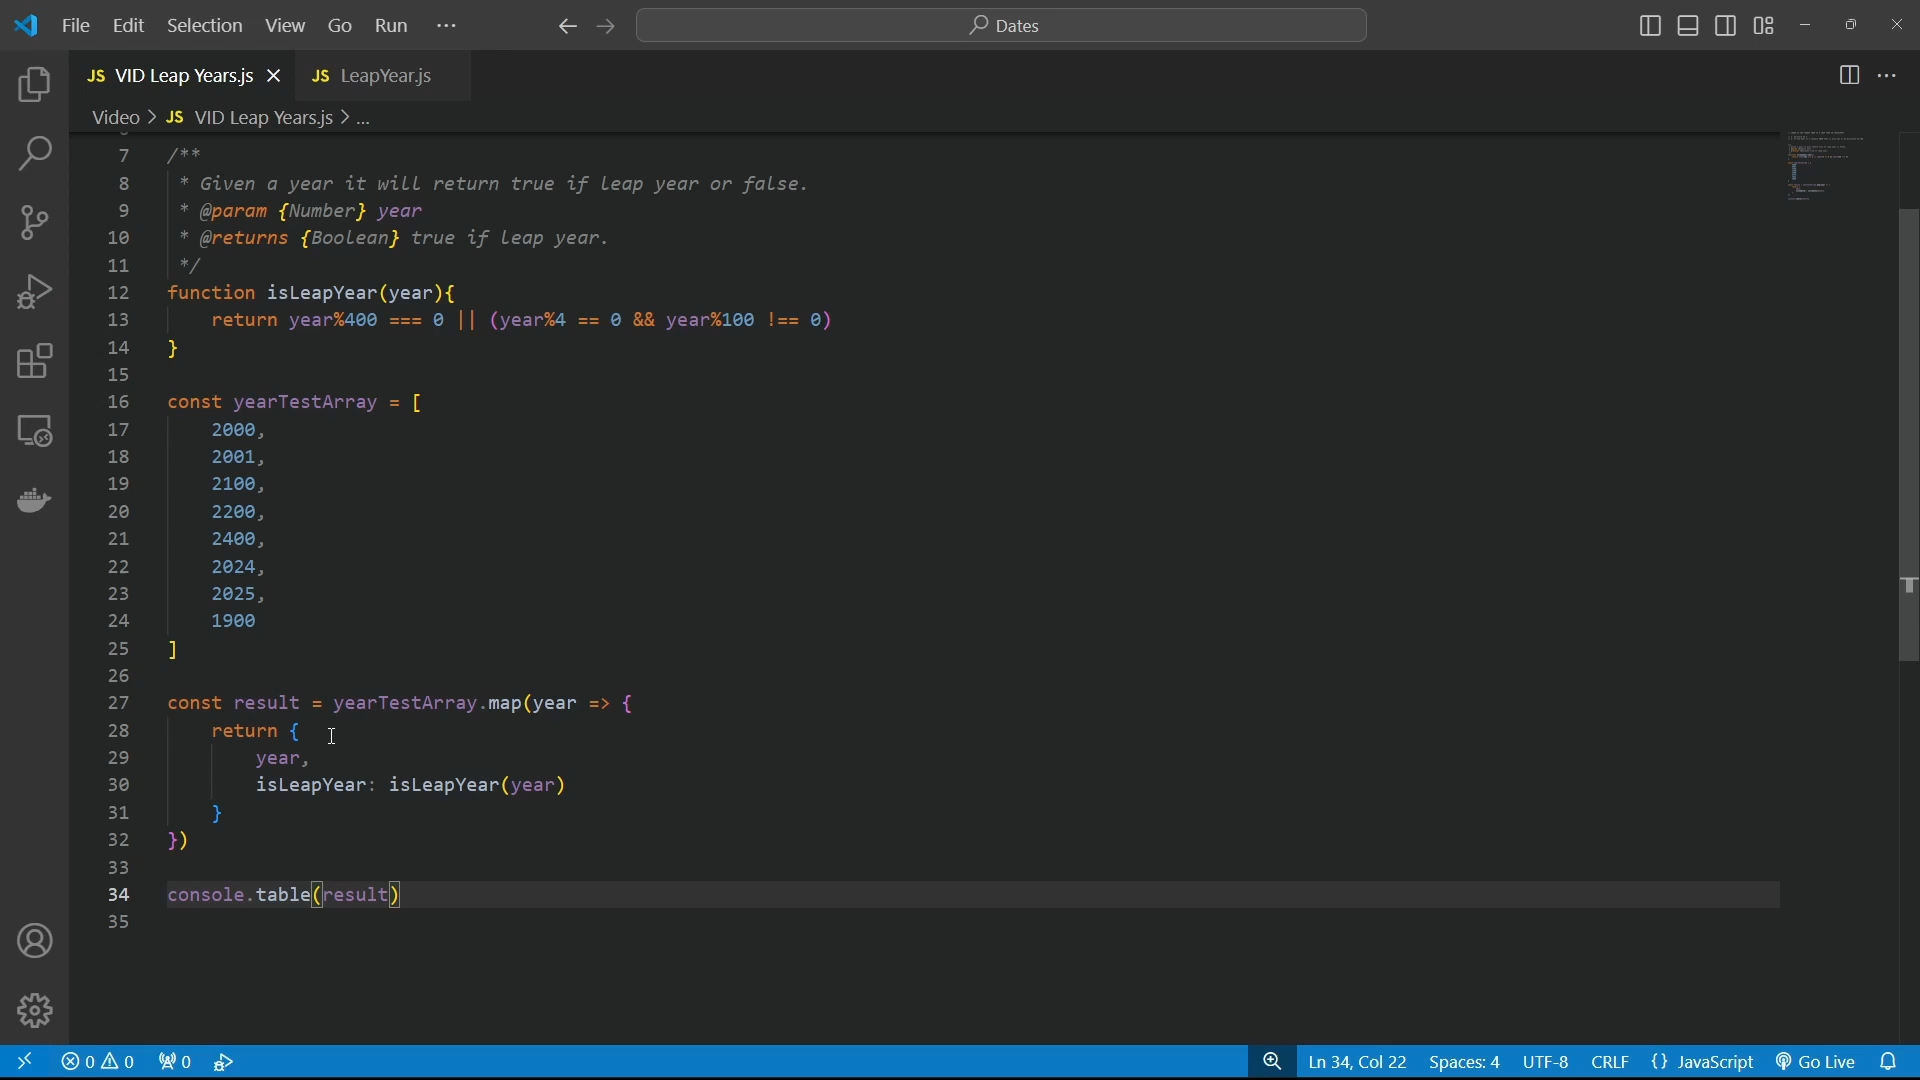 File Edit Selection View Go Run ··· Dates
JS VID Leap Years.js JS LeapYear.js
Video > JS VID Leap Years.js > ...
7 /**
8 * Given a year it will return true if leap year or false.
9 * @param {Number} year
10 * @returns {Boolean} true if leap year.
11 */
12 function isLeapYear(year){
13 return year%400 === 0 || (year%4 == 0 && year%100 !== 0)
14 }
15
16 const yearTestArray = [
17 2000,
18 2001,
19 2100,
20 2200,
21 2400,
22 2024,
23 2025,
24 1900
25 ]
26
27 const result = yearTestArray.map(year => {
28 return {
29 year,
30 isLeapYear: isLeapYear(year)
31 }
32 })
33
34 console.table(result)
35
0 0 0 Ln 34, Col 22 Spaces: 4 UTF-8 CRLF {} JavaScript Go Live